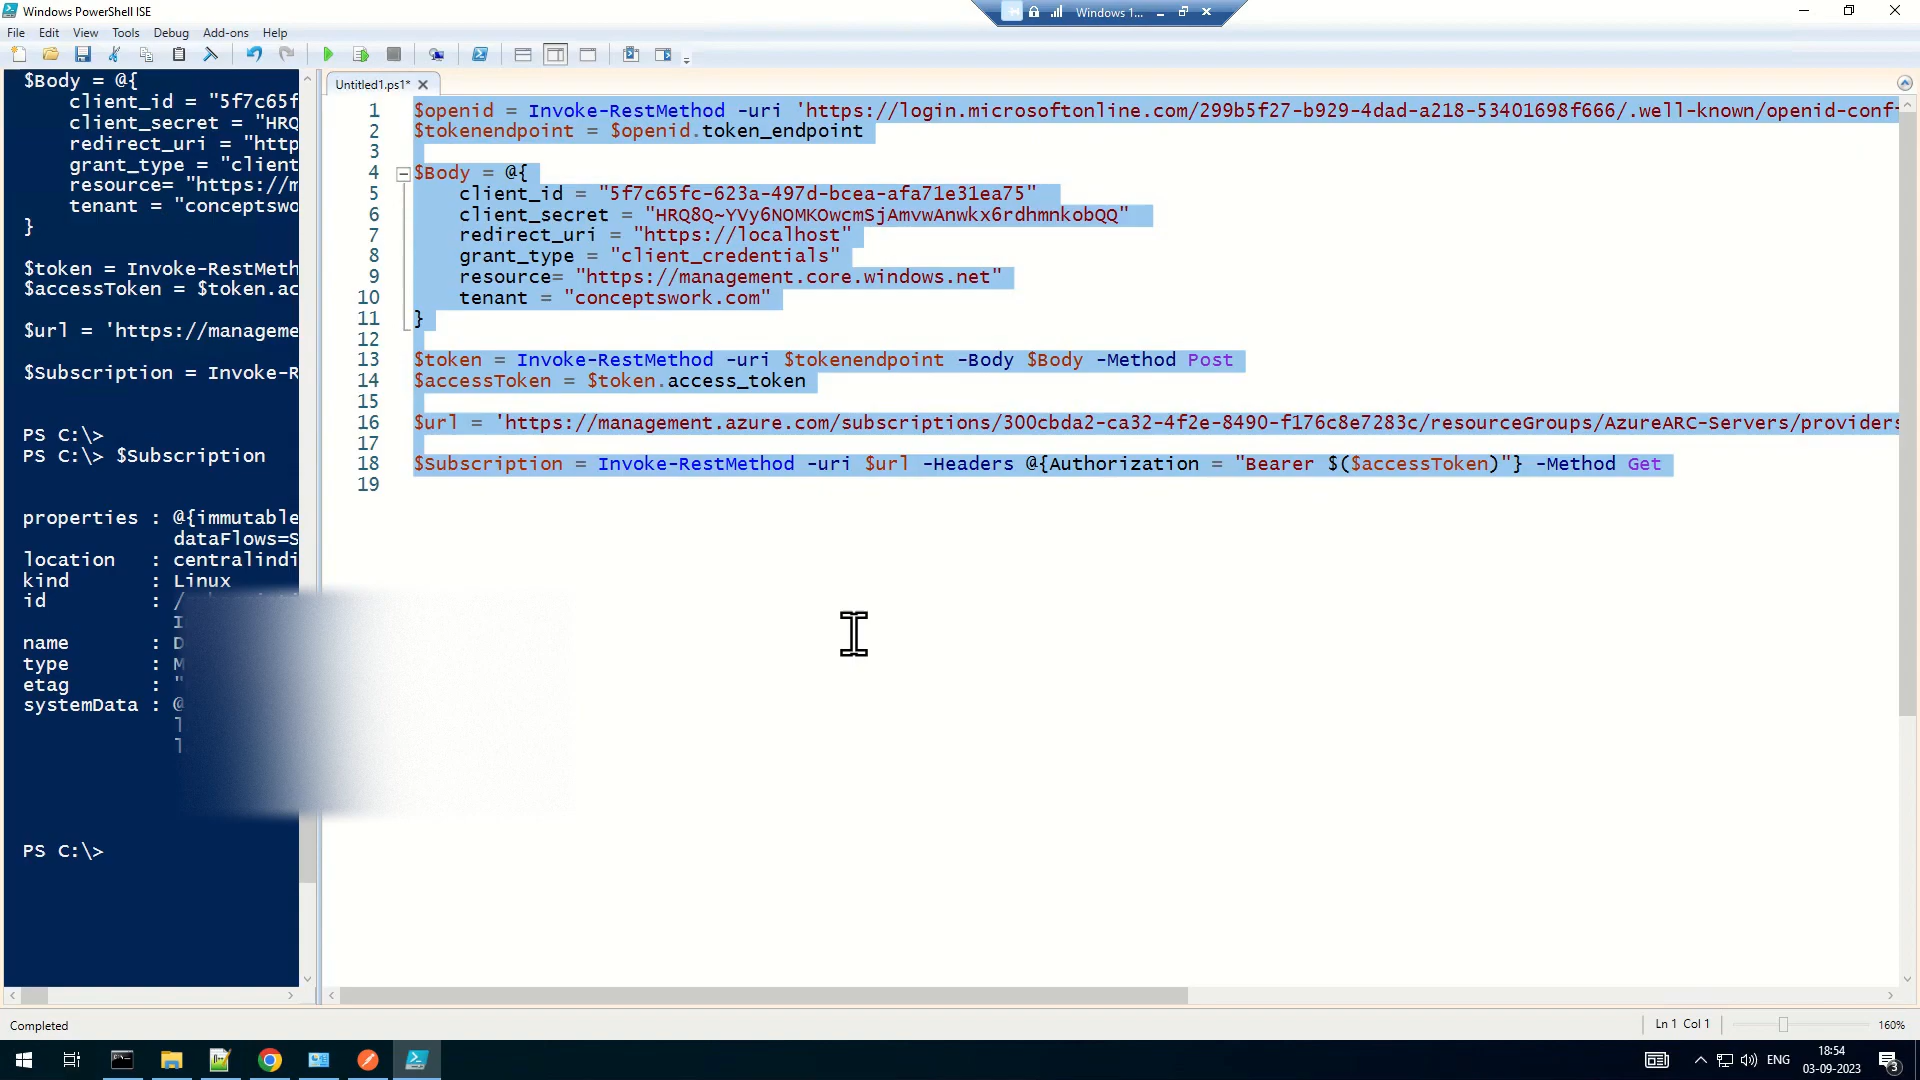 Windows PowerShell ISE
Windows 1...
File Edit View Tools Debug Add-ons Help
$Body = @{
client_id = "5f7c65f
client_secret = "HRQ
redirect_uri = "http
grant_type = "client
resource= "https://m
tenant = "conceptswo
}
$token = Invoke-RestMeth
$accessToken = $token.ac
$url = 'https://manageme
$Subscription = Invoke-R
PS C:\>
PS C:\> $Subscription
properties : @{immutable
dataFlows=S
location : centralindi
kind : Linux
id : /
I
name : D
type : M
etag : "
systemData : @
l
l
PS C:\>
Untitled1.ps1*
1 $openid = Invoke-RestMethod -uri 'https://login.microsoftonline.com/299b5f27-b929-4dad-a218-53401698f666/.well-known/openid-conf
2 $tokenendpoint = $openid.token_endpoint
3
4 $Body = @{
5 client_id = "5f7c65fc-623a-497d-bcea-afa71e31ea75"
6 client_secret = "HRQ8Q~YVy6NOMKOwcmSjAmvwAnwkx6rdhmnkobQQ"
7 redirect_uri = "https://localhost"
8 grant_type = "client_credentials"
9 resource= "https://management.core.windows.net"
10 tenant = "conceptswork.com"
11 }
12
13 $token = Invoke-RestMethod -uri $tokenendpoint -Body $Body -Method Post
14 $accessToken = $token.access_token
15
16 $url = 'https://management.azure.com/subscriptions/300cbda2-ca32-4f2e-8490-f176c8e7283c/resourceGroups/AzureARC-Servers/providers
17
18 $Subscription = Invoke-RestMethod -uri $url -Headers @{Authorization = "Bearer $($accessToken)"} -Method Get
19
Completed
Ln 1 Col 1
160%
ENG
18:54
03-09-2023
3